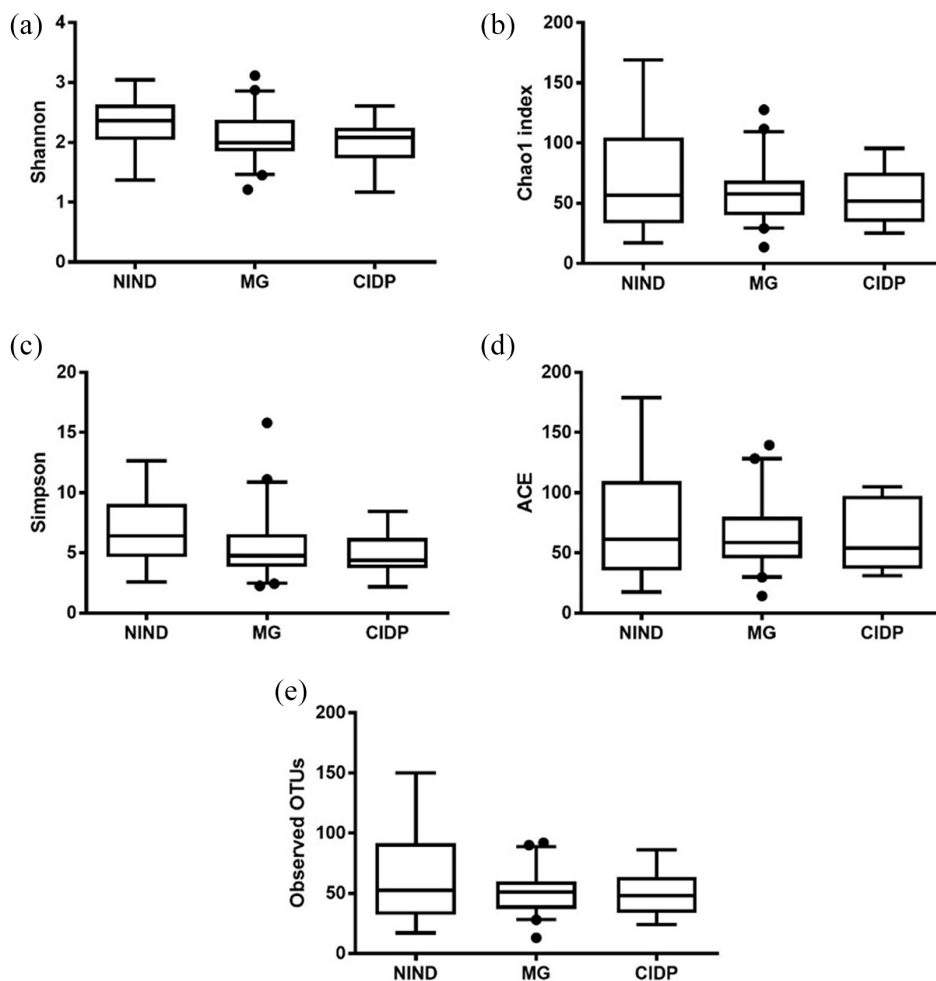 (a)
4
3
2
1
0
Shannon
NIND MG CIDP
(b)
200
150
100
50
0
Chao1 index
NIND MG CIDP
(c)
20
15
10
5
0
Simpson
NIND MG CIDP
(d)
200
150
100
50
0
ACE
NIND MG CIDP
(e)
200
150
100
50
0
Observed OTUs
NIND MG CIDP